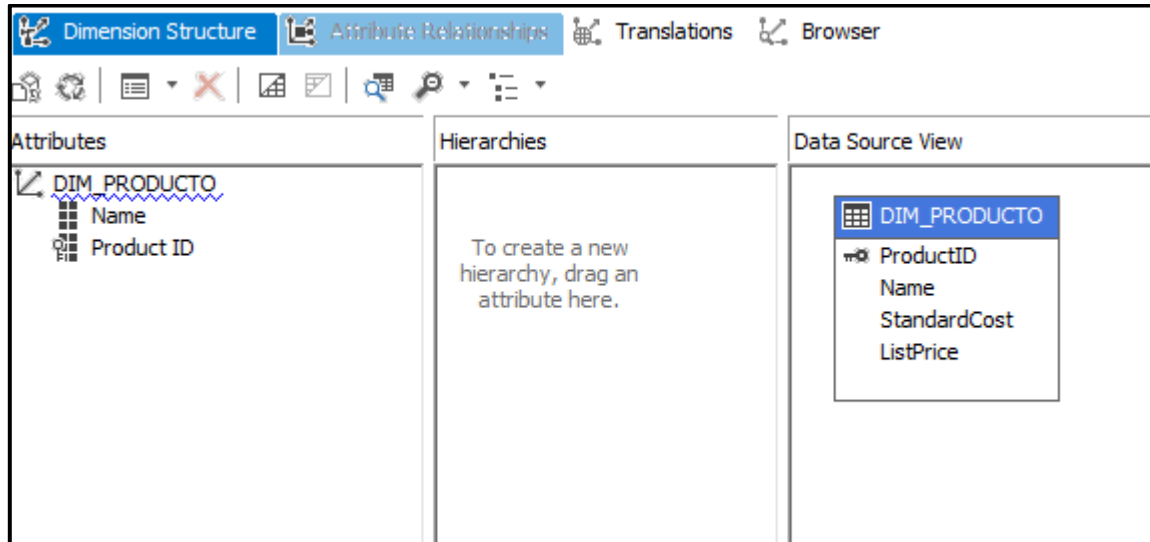 Dimension Structure
Attribute Relationships
Translations
Browser
Attributes
Hierarchies
Data Source View
DIM_PRODUCTO
Name
Product ID
To create a new
hierarchy, drag an
attribute here.
DIM_PRODUCTO
ProductID
Name
StandardCost
ListPrice